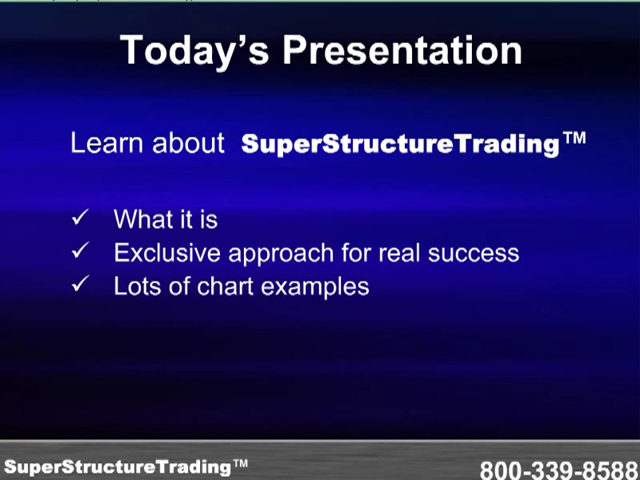 Today's Presentation
Learn about SuperStructureTrading™
✓ What it is
✓ Exclusive approach for real success
✓ Lots of chart examples
SuperStructureTrading™
800-339-8588